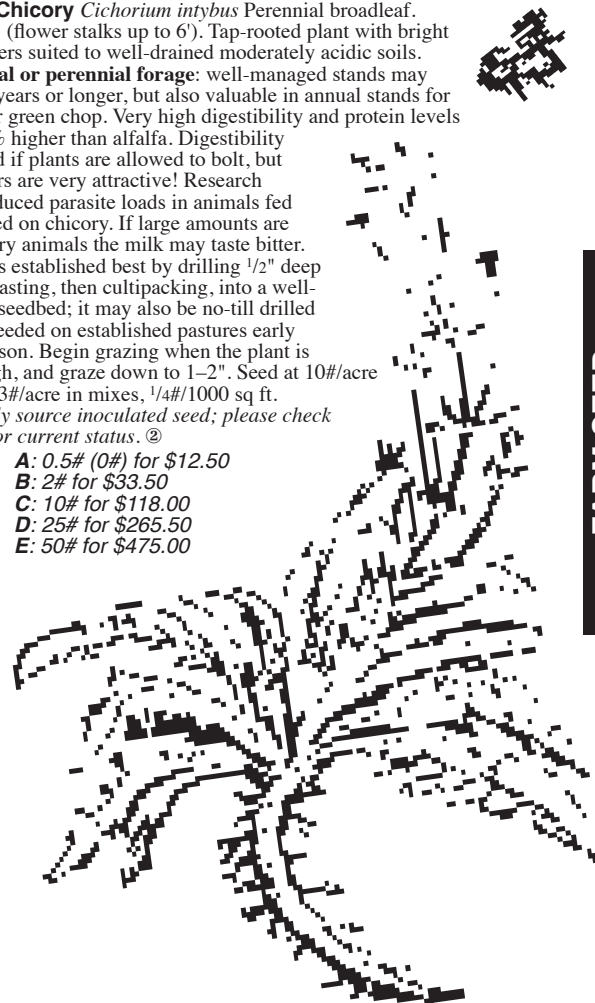 Chicory Cichorium intybus Perennial broadleaf.
(flower stalks up to 6'). Tap-rooted plant with bright
ers suited to well-drained moderately acidic soils.
al or perennial forage: well-managed stands may
years or longer, but also valuable in annual stands for
r green chop. Very high digestibility and protein levels
% higher than alfalfa. Digestibility
d if plants are allowed to bolt, but
rs are very attractive! Research
duced parasite loads in animals fed
ed on chicory. If large amounts are
ry animals the milk may taste bitter.
s established best by drilling 1/2" deep
asting, then cultipacking, into a well-
seedbed; it may also be no-till drilled
eeded on established pastures early
son. Begin grazing when the plant is
gh, and graze down to 1–2". Seed at 10#/acre
3#/acre in mixes, 1/4#/1000 sq ft.
ly source inoculated seed; please check
or current status. ②
A: 0.5# (0#) for $12.50
B: 2# for $33.50
C: 10# for $118.00
D: 25# for $265.50
E: 50# for $475.00